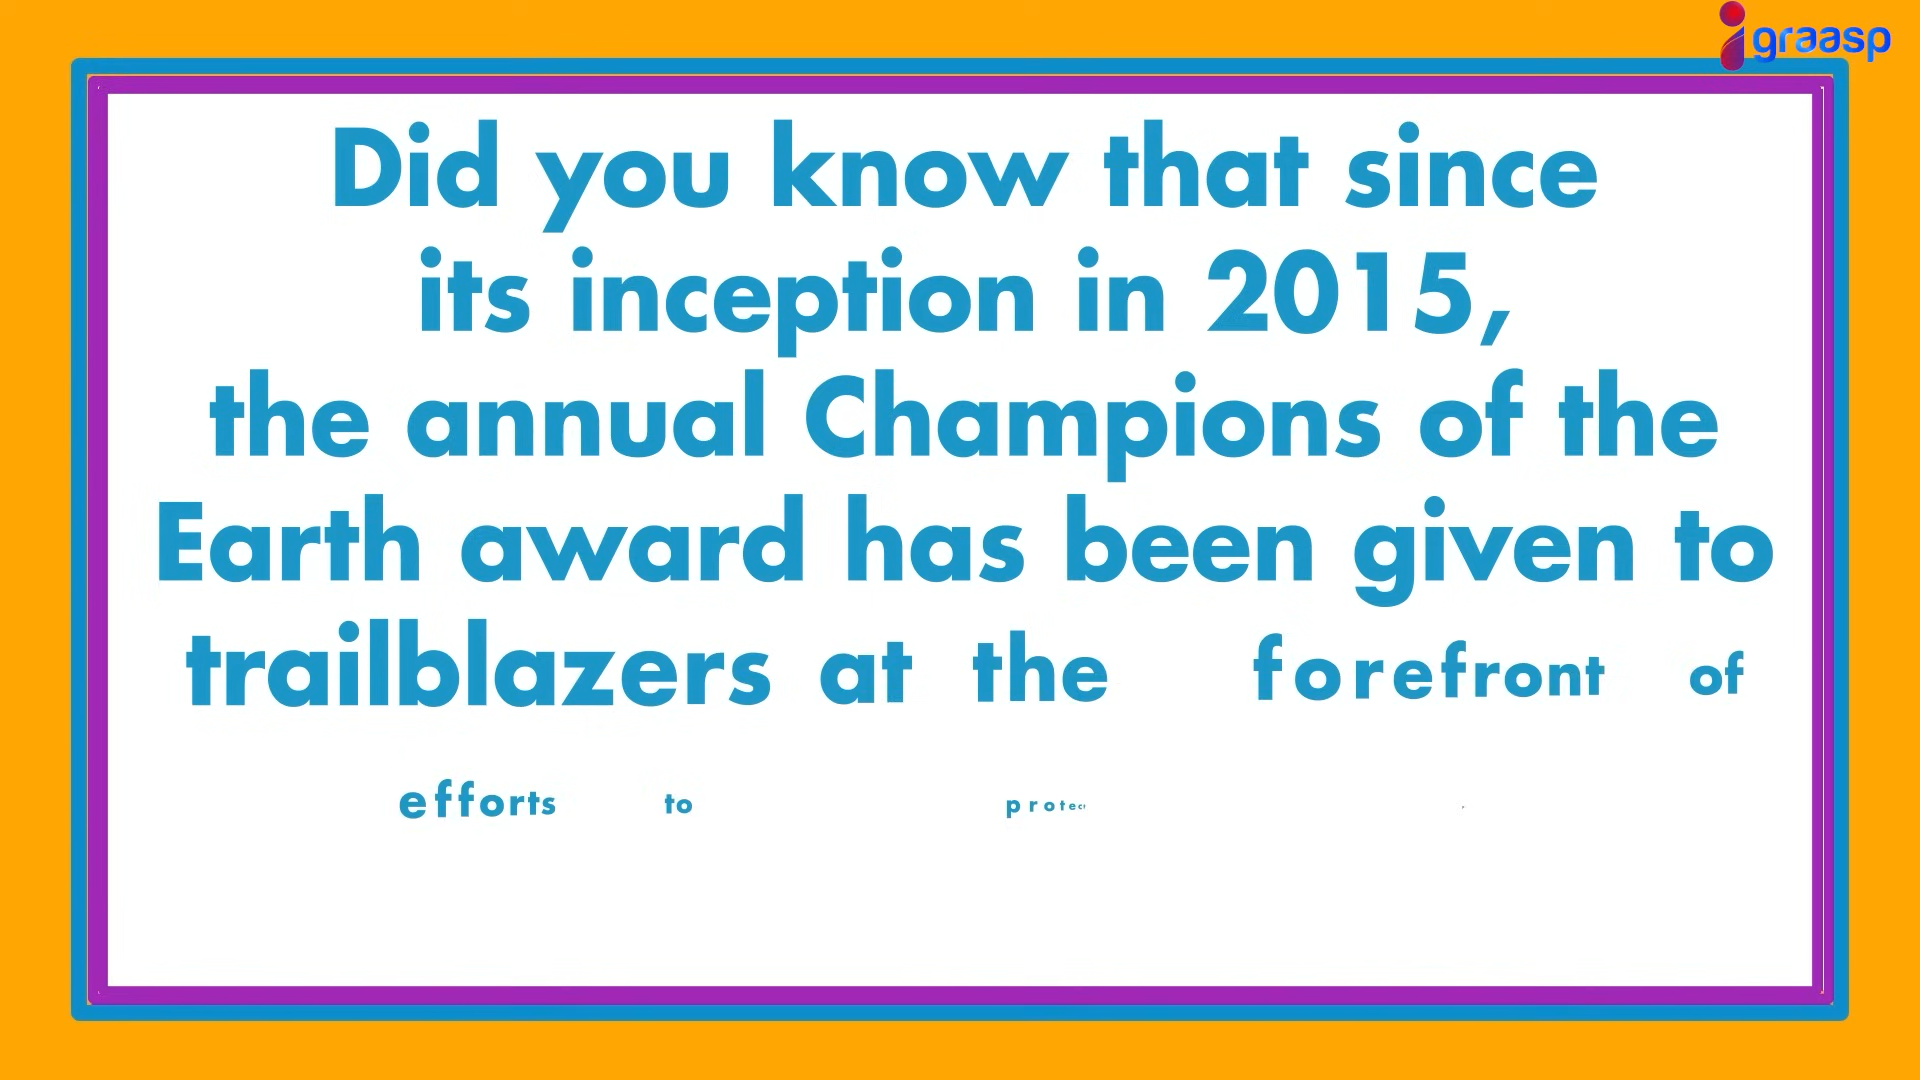 igraasp
Did you know that since
its inception in 2015,
the annual Champions of the
Earth award has been given to
trailblazers at the forefront of
efforts to protec